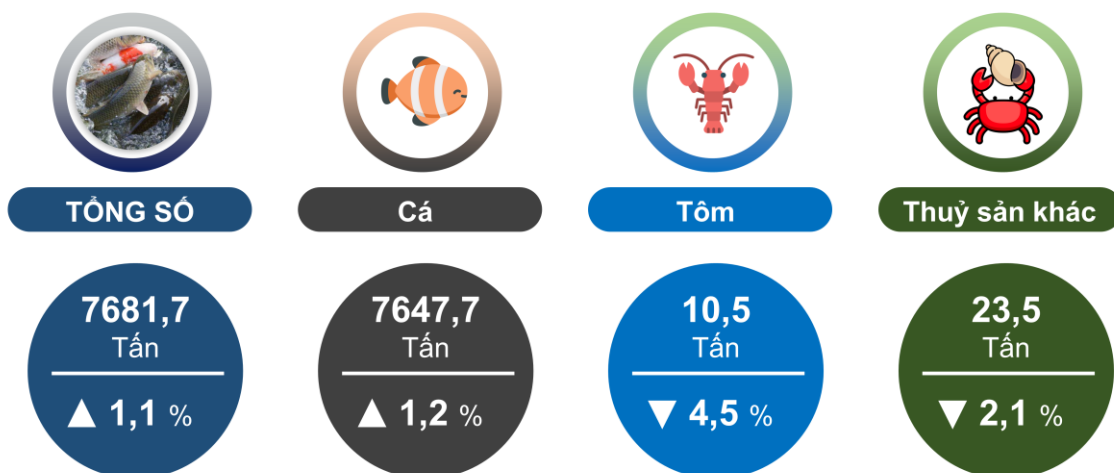 TỔNG SỐ
Cá
Tôm
Thuỷ sản khác
7681,7
Tấn
▲ 1,1 %
7647,7
Tấn
▲ 1,2 %
10,5
Tấn
▼ 4,5 %
23,5
Tấn
▼ 2,1 %